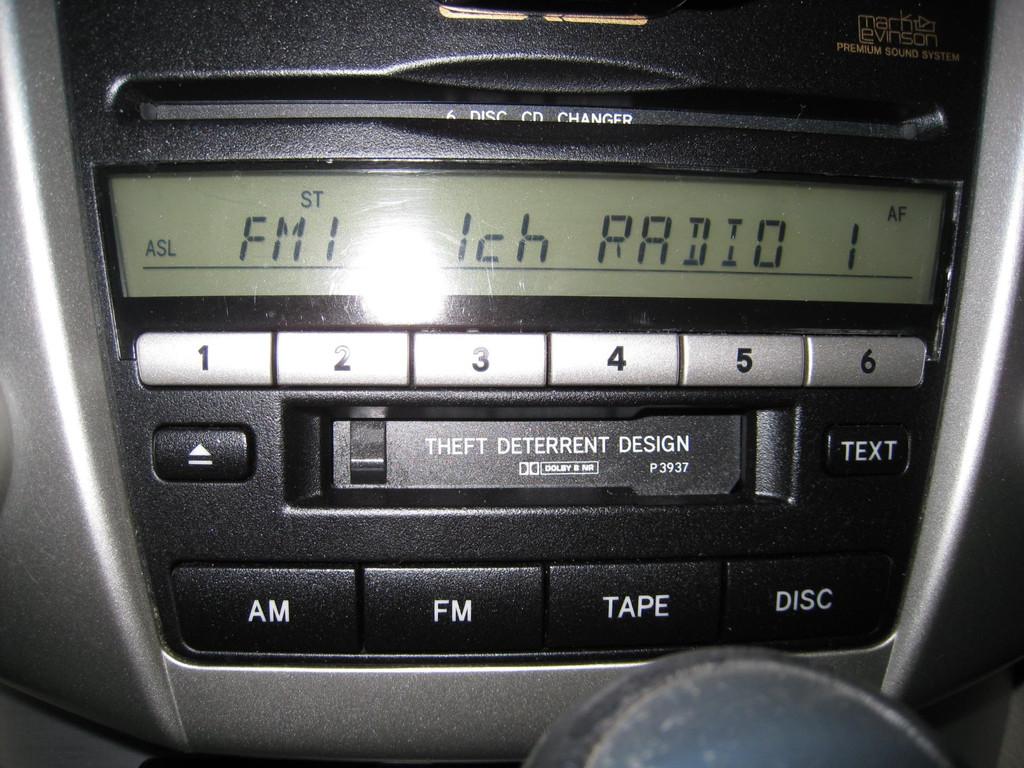 mark Levinson
PREMIUM SOUND SYSTEM
6 DISC CD CHANGER
ST
AF
ASL FM1 1ch RADIO 1
1 2 3 4 5 6
THEFT DETERRENT DESIGN
DOLBY B NR P3937
TEXT
AM FM TAPE DISC